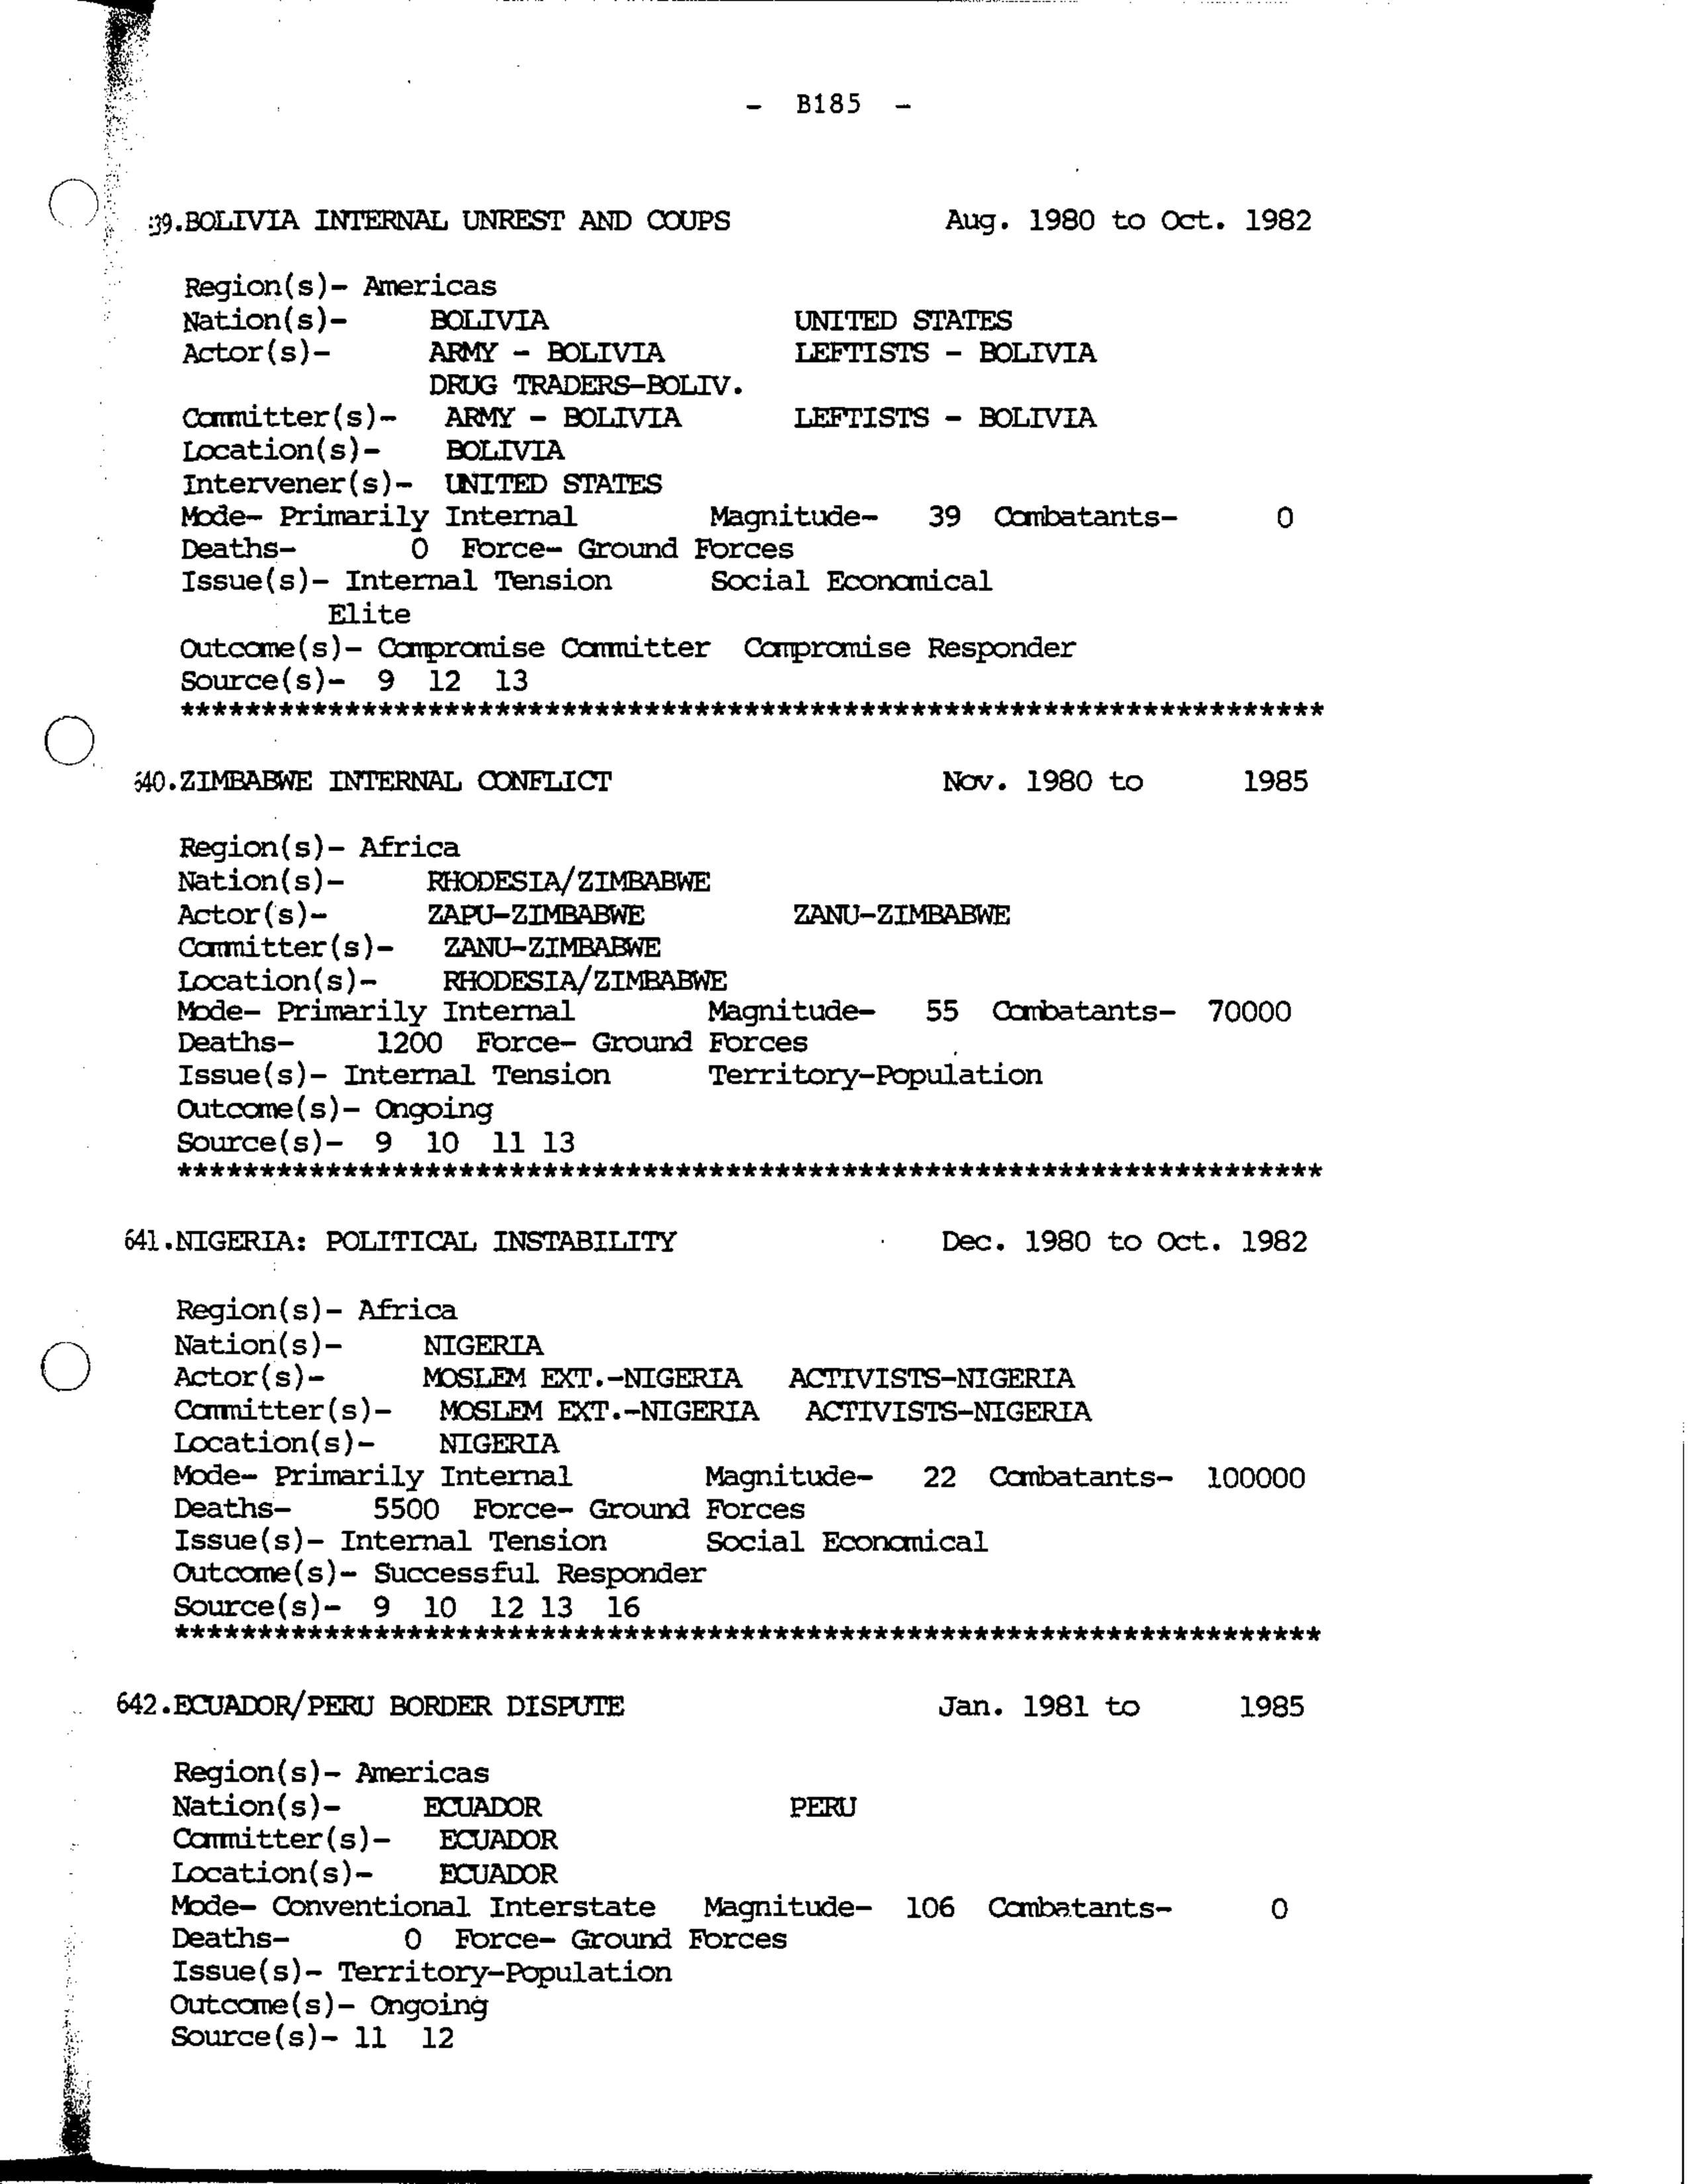 - B185 -
39.BOLIVIA INTERNAL UNREST AND COUPS Aug. 1980 to Oct. 1982
Region(s)- Americas
Nation(s)- BOLIVIA UNITED STATES
Actor(s)- ARMY - BOLIVIA LEFTISTS - BOLIVIA
DRUG TRADERS-BOLIV.
Committer(s)- ARMY - BOLIVIA LEFTISTS - BOLIVIA
Location(s)- BOLIVIA
Intervener(s)- UNITED STATES
Mode- Primarily Internal Magnitude- 39 Combatants- 0
Deaths- 0 Force- Ground Forces
Issue(s)- Internal Tension Social Economical
Elite
Outcome(s)- Compromise Committer Compromise Responder
Source(s)- 9 12 13
**********************************************************************
640.ZIMBABWE INTERNAL CONFLICT Nov. 1980 to 1985
Region(s)- Africa
Nation(s)- RHODESIA/ZIMBABWE
Actor(s)- ZAPU-ZIMBABWE ZANU-ZIMBABWE
Committer(s)- ZANU-ZIMBABWE
Location(s)- RHODESIA/ZIMBABWE
Mode- Primarily Internal Magnitude- 55 Combatants- 70000
Deaths- 1200 Force- Ground Forces
Issue(s)- Internal Tension Territory-Population
Outcome(s)- Ongoing
Source(s)- 9 10 11 13
**********************************************************************
641.NIGERIA: POLITICAL INSTABILITY Dec. 1980 to Oct. 1982
Region(s)- Africa
Nation(s)- NIGERIA
Actor(s)- MOSLEM EXT.-NIGERIA ACTIVISTS-NIGERIA
Committer(s)- MOSLEM EXT.-NIGERIA ACTIVISTS-NIGERIA
Location(s)- NIGERIA
Mode- Primarily Internal Magnitude- 22 Combatants- 100000
Deaths- 5500 Force- Ground Forces
Issue(s)- Internal Tension Social Economical
Outcome(s)- Successful Responder
Source(s)- 9 10 12 13 16
**********************************************************************
642.ECUADOR/PERU BORDER DISPUTE Jan. 1981 to 1985
Region(s)- Americas
Nation(s)- ECUADOR PERU
Committer(s)- ECUADOR
Location(s)- ECUADOR
Mode- Conventional Interstate Magnitude- 106 Combatants- 0
Deaths- 0 Force- Ground Forces
Issue(s)- Territory-Population
Outcome(s)- Ongoing
Source(s)- 11 12